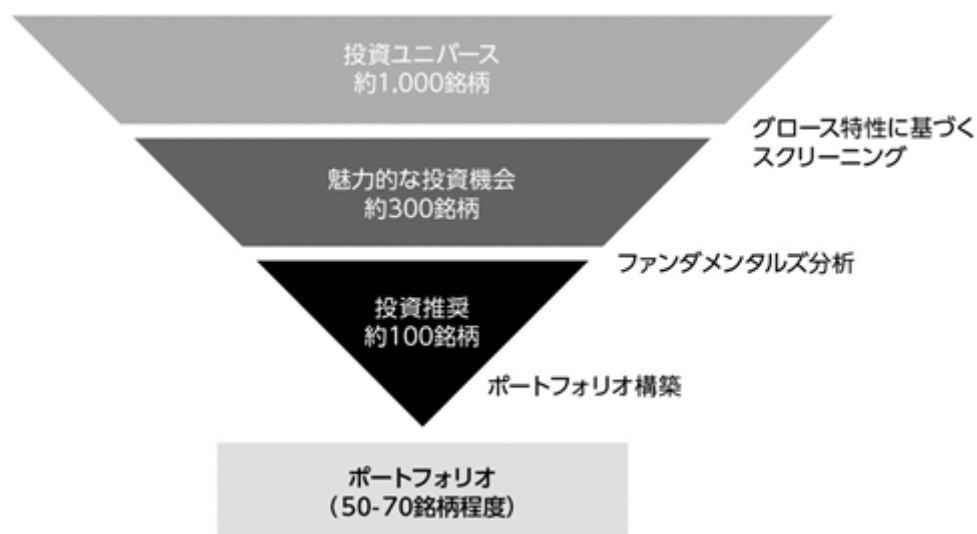 投資ユニバース
約1,000銘柄
グロース特性に基づく
スクリーニング
魅力的な投資機会
約300銘柄
ファンダメンタルズ分析
投資推奨
約100銘柄
ポートフォリオ構築
ポートフォリオ
(50-70銘柄程度)